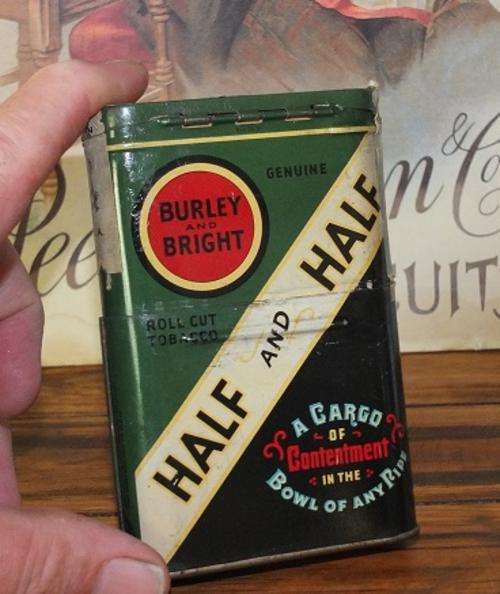 GENUINE
BURLEY
AND
BRIGHT
ROLL CUT
TOBACCO
HALF AND HALF
A CARGO
OF
Contentment
IN THE
BOWL OF ANY PIPE
&